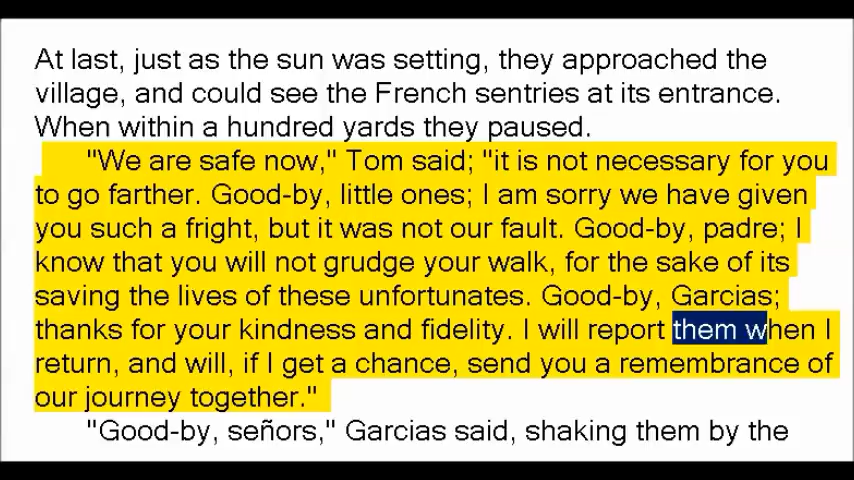 At last, just as the sun was setting, they approached the
village, and could see the French sentries at its entrance.
When within a hundred yards they paused.
"We are safe now," Tom said; "it is not necessary for you
to go farther. Good-by, little ones; I am sorry we have given
you such a fright, but it was not our fault. Good-by, padre; I
know that you will not grudge your walk, for the sake of its
saving the lives of these unfortunates. Good-by, Garcias;
thanks for your kindness and fidelity. I will report them when I
return, and will, if I get a chance, send you a remembrance of
our journey together."
"Good-by, señors," Garcias said, shaking them by the